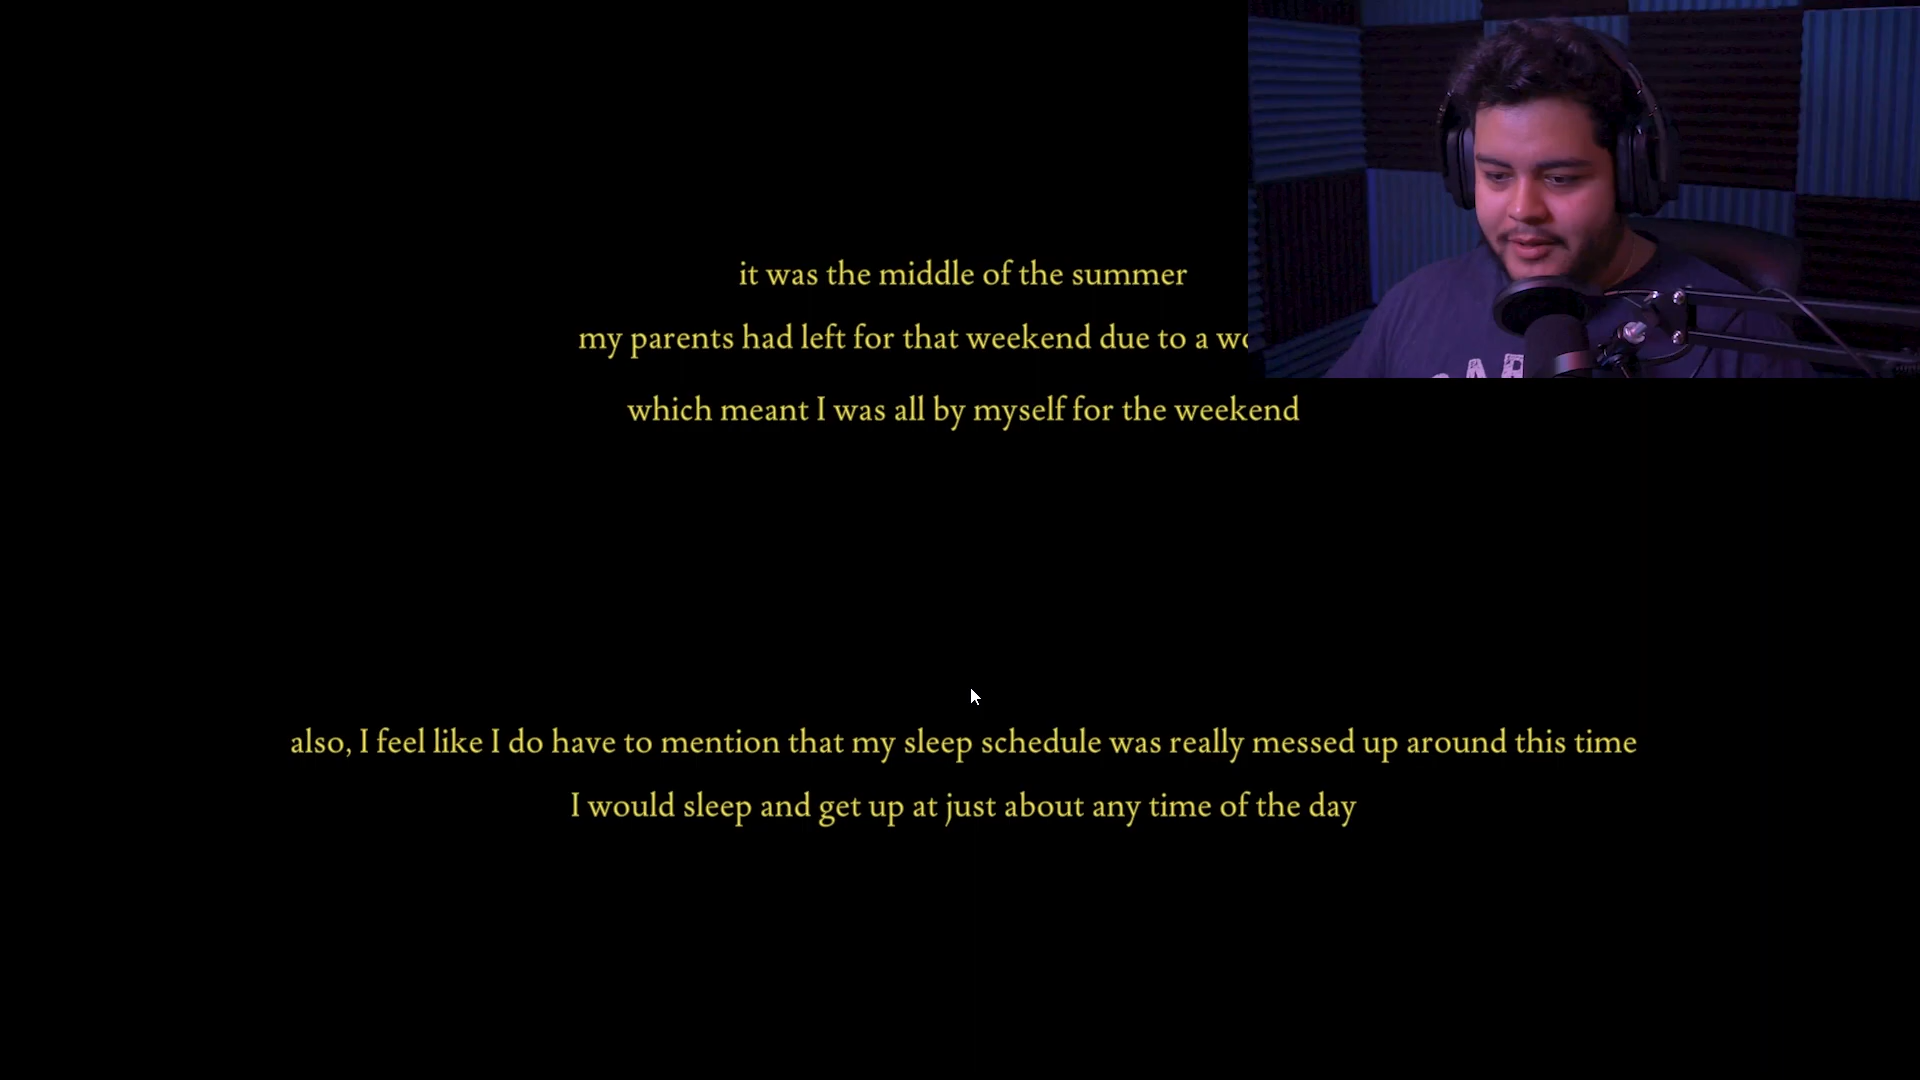 it was the middle of the summer
my parents had left for that weekend due to a
which meant I was all by myself for the weekend
also, I feel like I do have to mention that my sleep schedule was really messed up around this time
I would sleep and get up at just about any time of the day